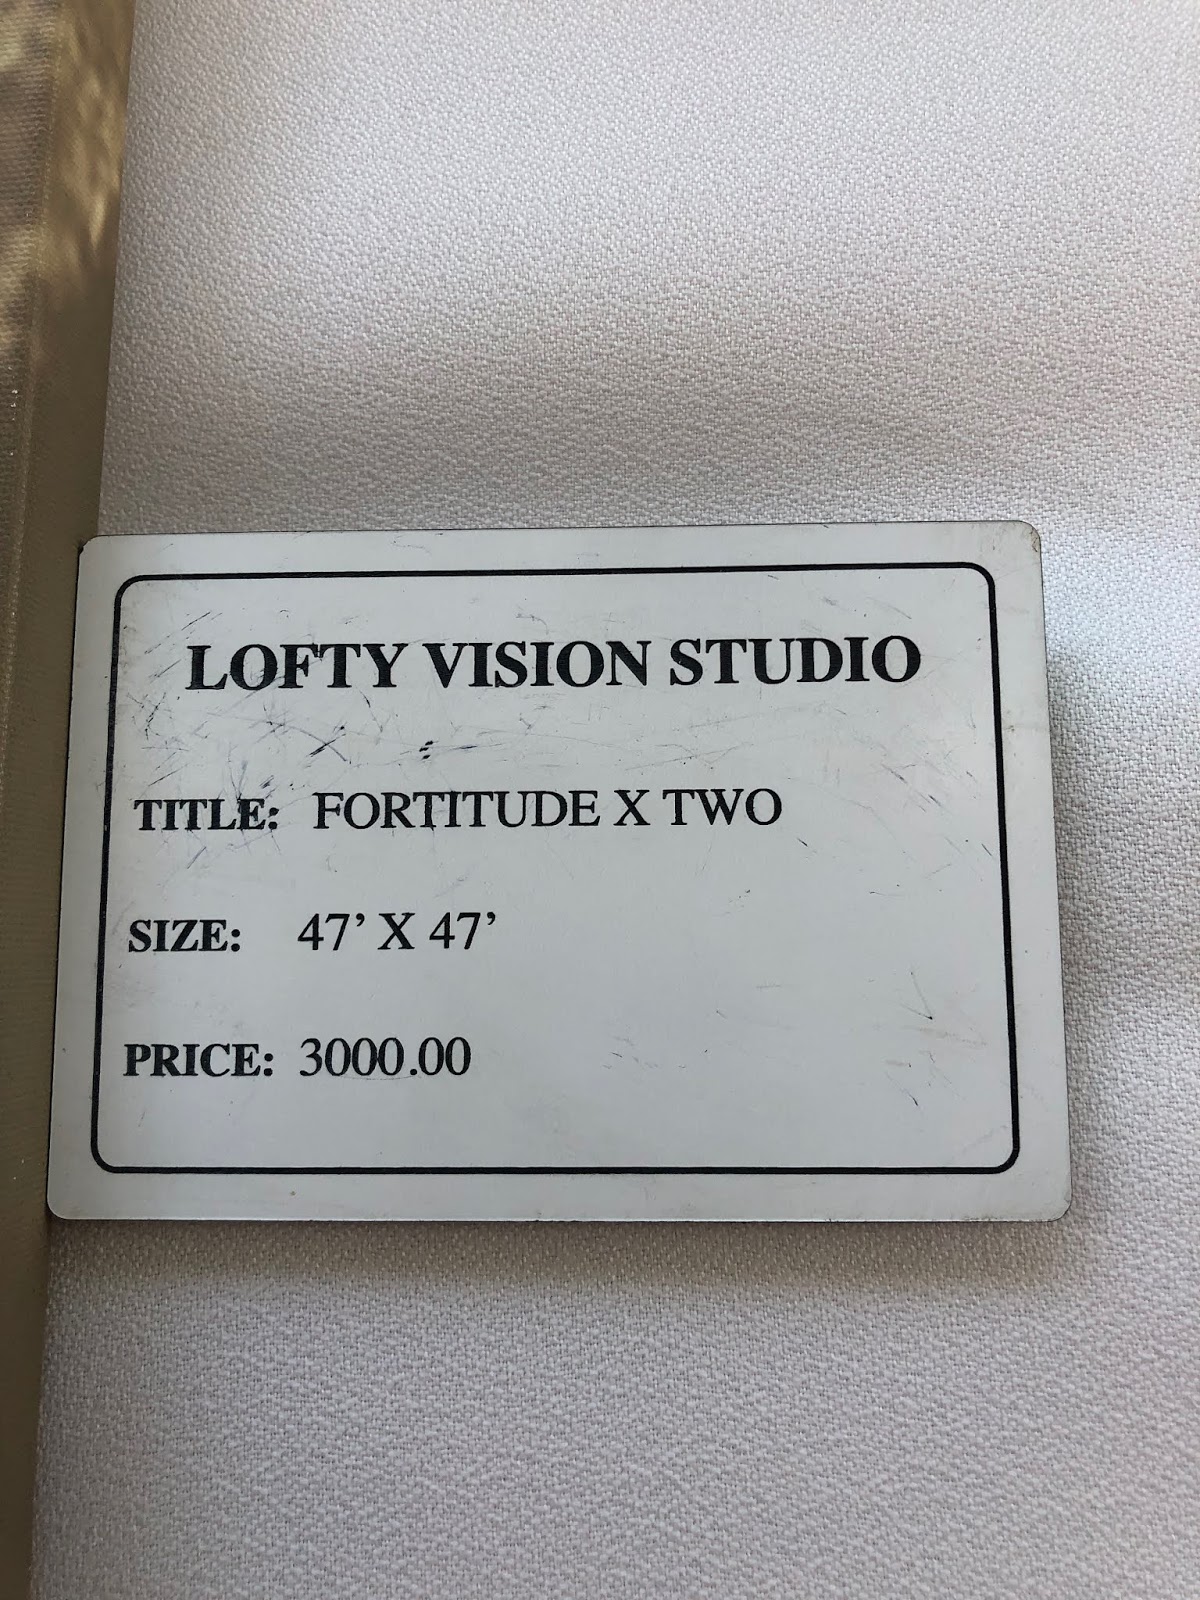 LOFTY VISION STUDIO
TITLE: FORTITUDE X TWO
SIZE: 47’ X 47’
PRICE: 3000.00